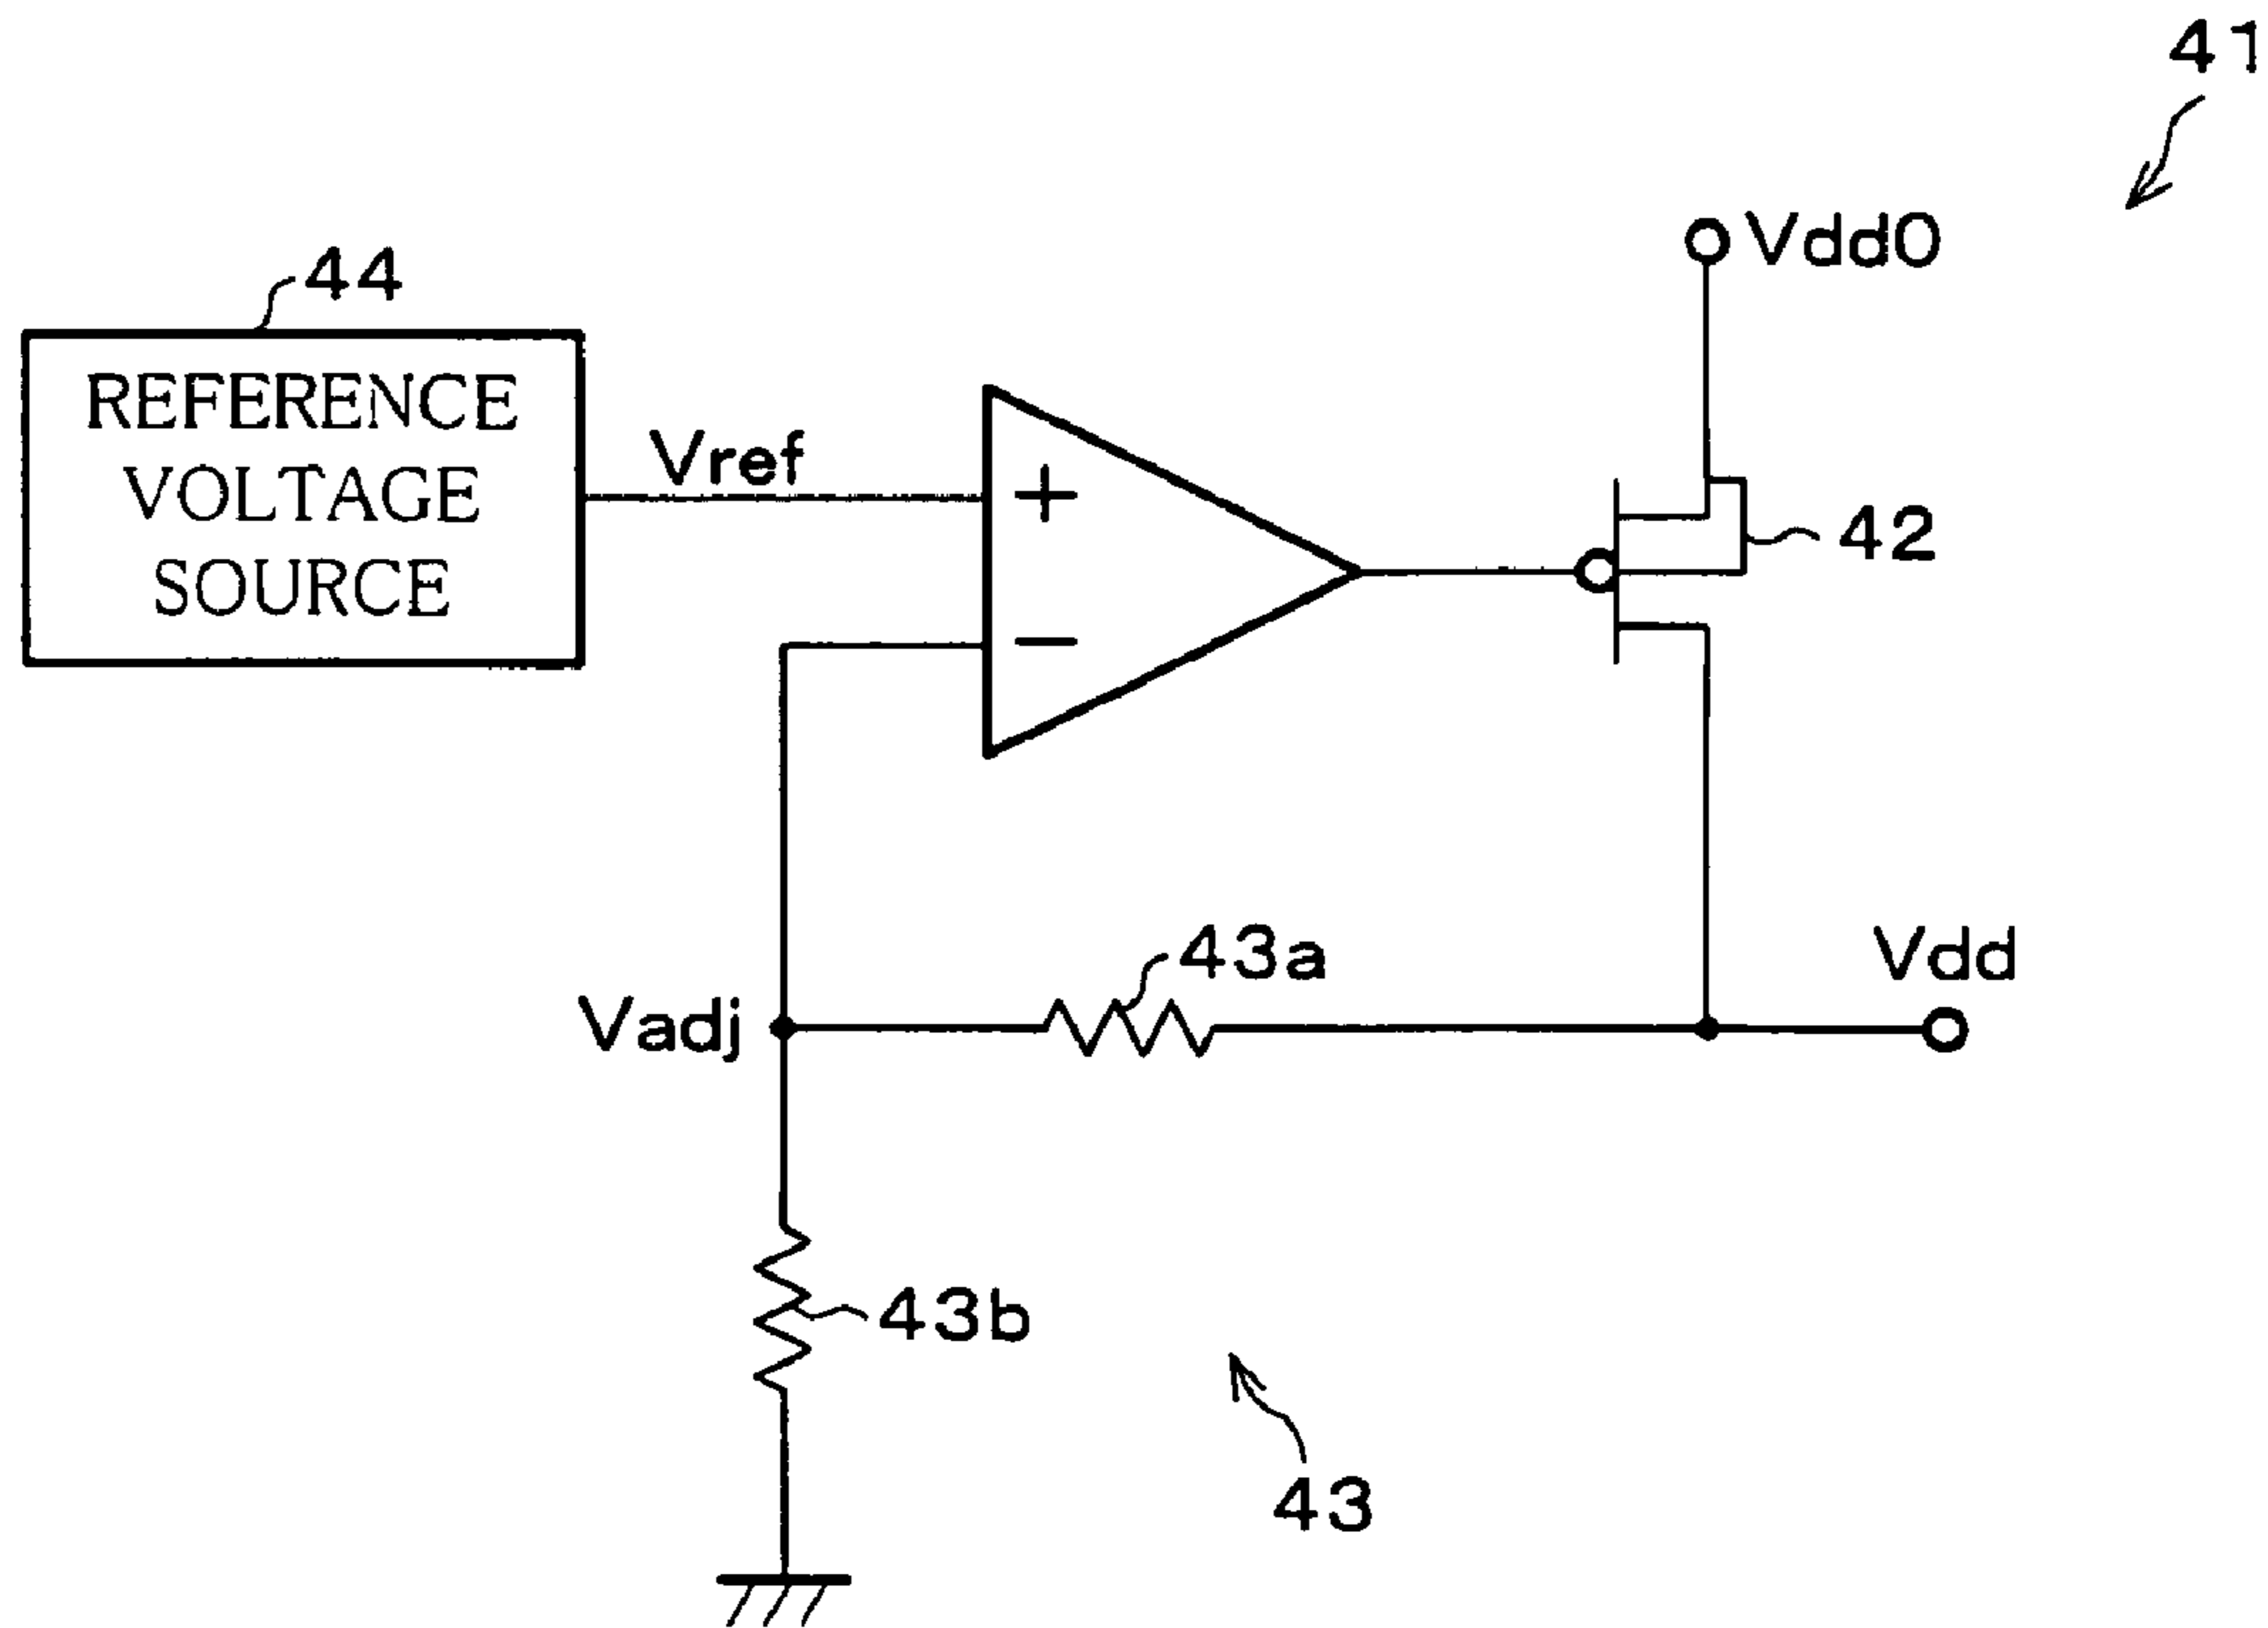 41
Vdd0
44
REFERENCE
VOLTAGE
SOURCE
Vref
+
−
42
43a
Vdd
Vadj
43b
43